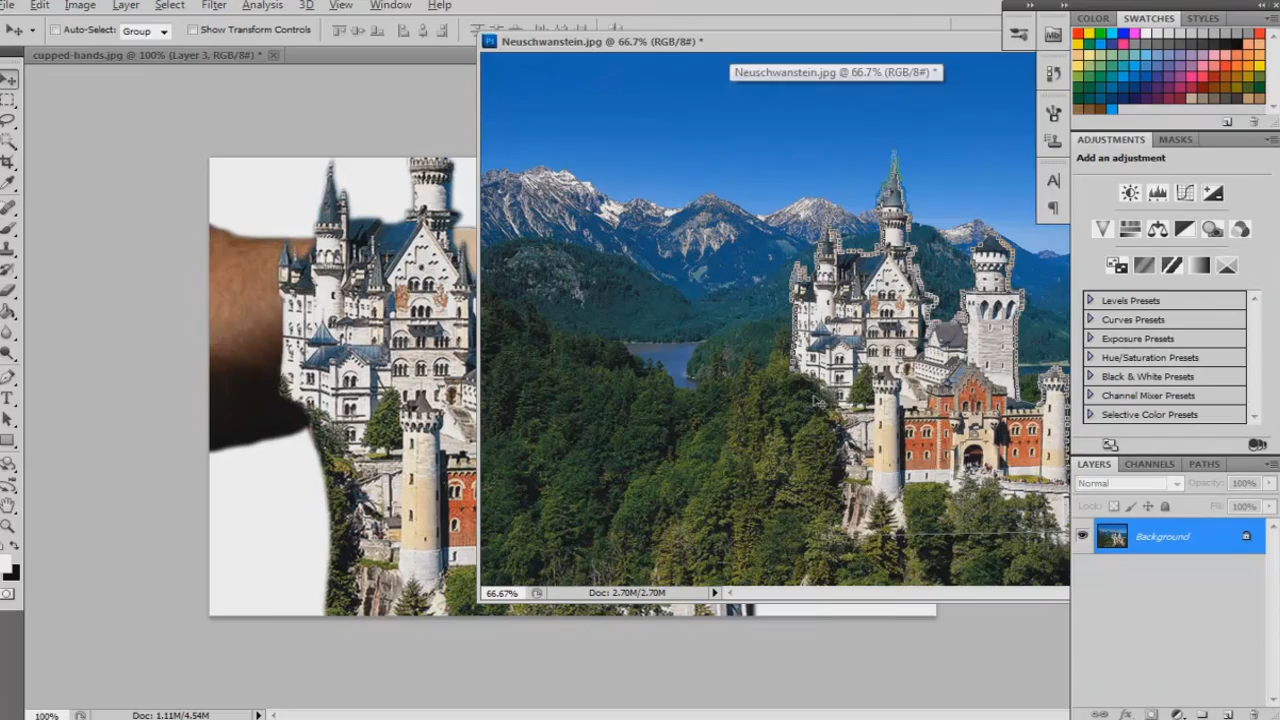 File Edit Image Layer Select Filter Analysis 3D View Window Help
Auto-Select: Group Show Transform Controls
cupped-hands.jpg @ 100% (Layer 3, RGB/8#) *
Neuschwanstein.jpg @ 66.7% (RGB/8#) *
Neuschwanstein.jpg @ 66.7% (RGB/8#) *
COLOR SWATCHES STYLES
ADJUSTMENTS MASKS
Add an adjustment
Levels Presets
Curves Presets
Exposure Presets
Hue/Saturation Presets
Black & White Presets
Channel Mixer Presets
Selective Color Presets
LAYERS CHANNELS PATHS
Normal Opacity: 100%
Lock: Fill: 100%
Background
66.67% Doc: 2.70M/2.70M
100% Doc: 1.11M/4.54M